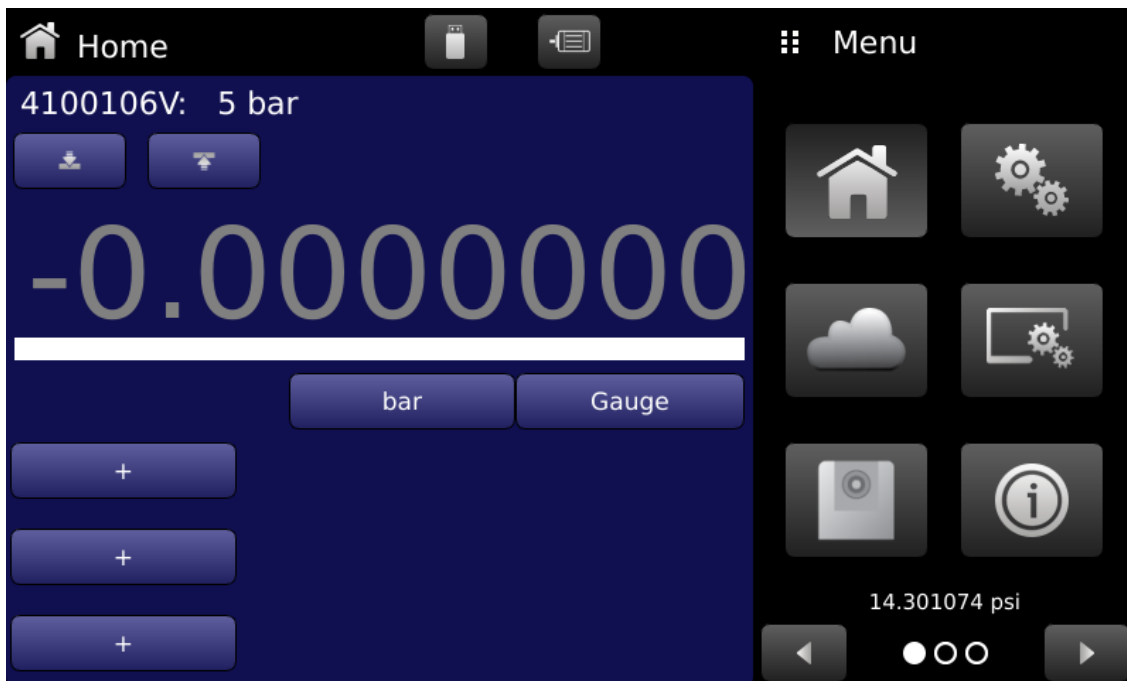 Home
Menu
4100106V: 5 bar
-0.0000000
bar
Gauge
+
+
+
14.301074 psi